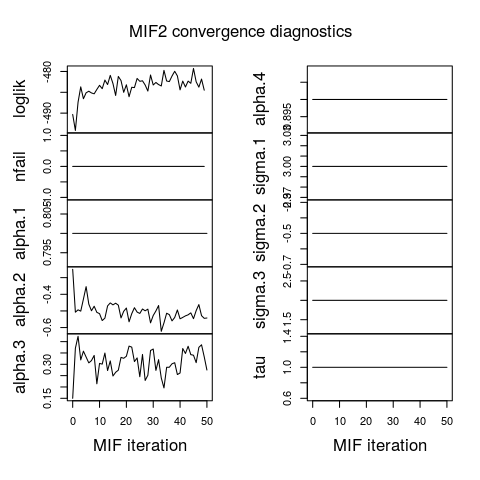 MIF2 convergence diagnostics
loglik
-480
-490
nfail
1.0
0.0
alpha.1
0.805
0.795
alpha.2
-0.4
-0.6
alpha.3
0.30
0.15
0 10 20 30 40 50
MIF iteration
alpha.4
sigma.1
3.00
sigma.2
-0.5
-0.7
sigma.3
2.5
1.5
tau
1.4
1.0
0.6
0 10 20 30 40 50
MIF iteration